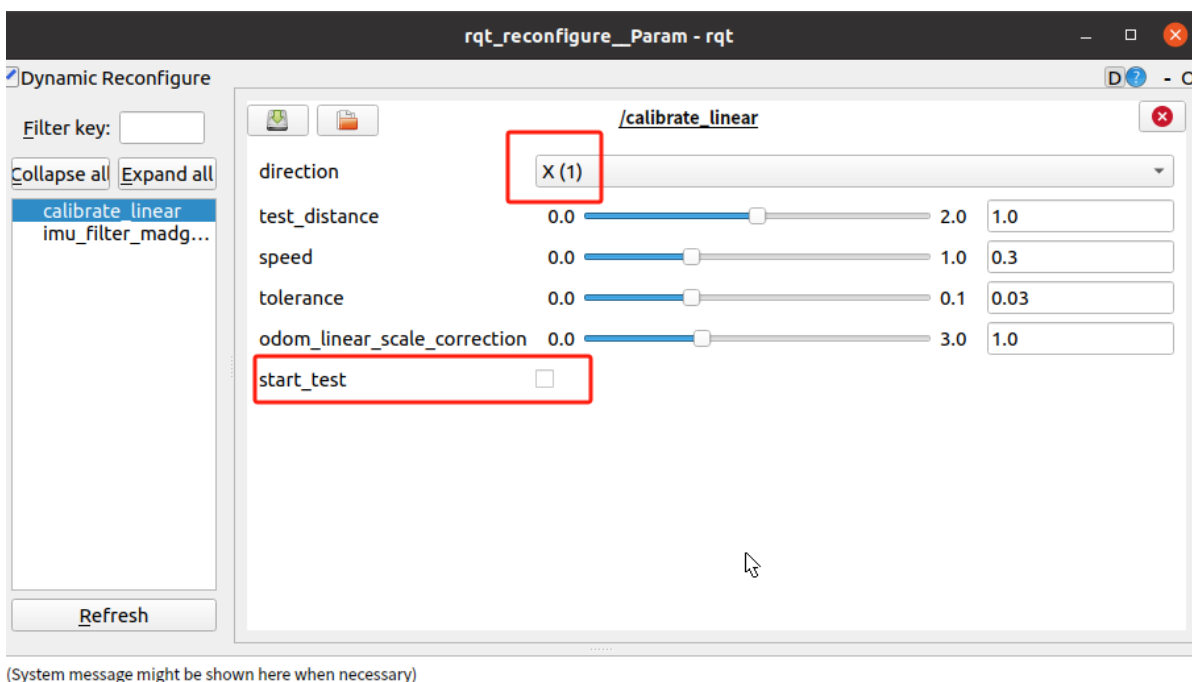 rqt_reconfigure__Param - rqt
Dynamic Reconfigure
D ? - O
Filter key:
/calibrate_linear
Collapse all Expand all
direction X (1)
calibrate_linear
imu_filter_madg...
test_distance 0.0 2.0 1.0
speed 0.0 1.0 0.3
tolerance 0.0 0.1 0.03
odom_linear_scale_correction 0.0 3.0 1.0
start_test
Refresh
(System message might be shown here when necessary)